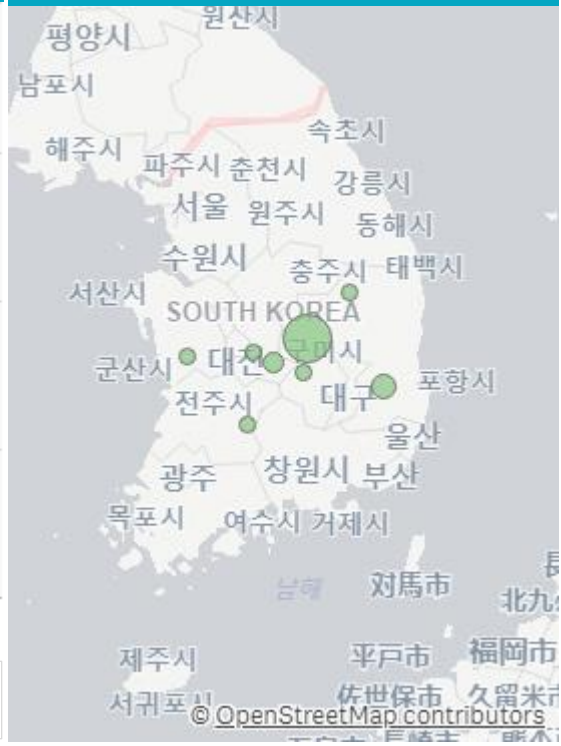 원산시
평양시
남포시
속초시
해주시
파주시 춘천시
강릉시
서울 원주시
동해시
수원시
충주시 태백시
서산시
SOUTH KOREA
대전 구미시
군산시
포항시
전주시 대구
울산
광주 창원시 부산
목포시 여수시 거제시
남해
対馬市
北九
제주시 平戸市 福岡市
서귀포시 佐世保市 久留米市
© OpenStreetMap contributors
長崎市